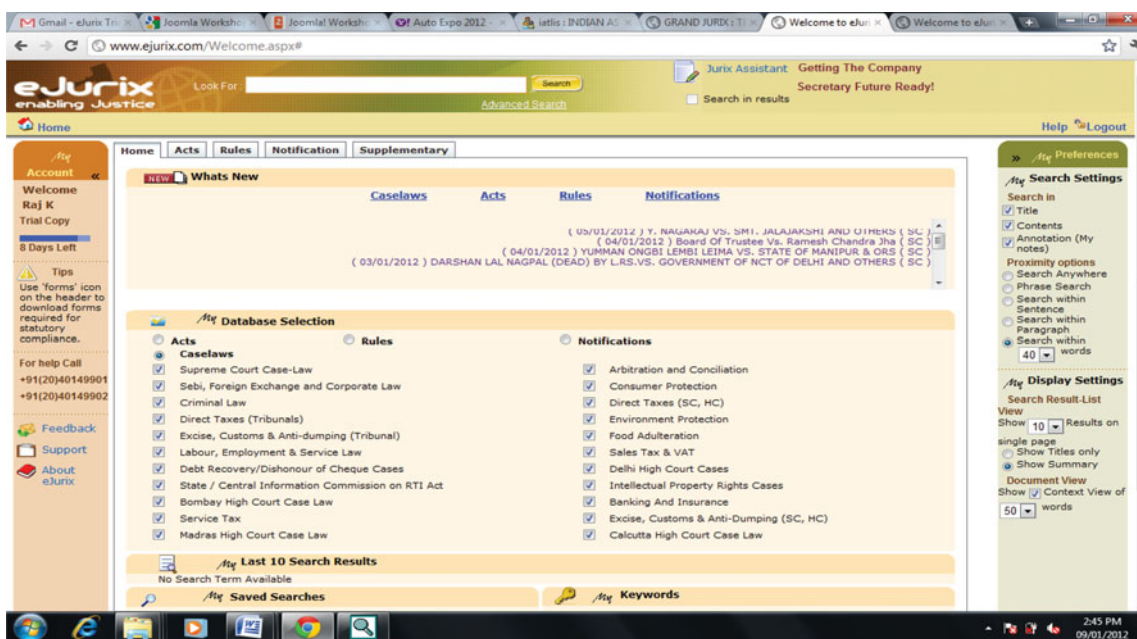 Gmail - eJurix Tri
Joomla Workshop
Joomla! Worksho
Auto Expo 2012 -
iatlis : INDIAN AS
GRAND JURIX : TI
Welcome to eJuri
Welcome to eJuri
www.ejurix.com/Welcome.aspx#
eJurix
enabling Justice
Look For
Search
Advanced Search
Jurix Assistant
Search in results
Getting The Company
Secretary Future Ready!
Home
Help Logout
My
Account «
Welcome
Raj K
Trial Copy
8 Days Left
Tips
Use 'forms' icon
on the header to
download forms
required for
statutory
compliance.
For help Call
+91(20)40149901
+91(20)40149902
Feedback
Support
About
eJurix
Home Acts Rules Notification Supplementary
NEW Whats New
Caselaws Acts Rules Notifications
( 05/01/2012 ) Y. NAGARAJ VS. SMT. JALAJAKSHI AND OTHERS ( SC )
( 04/01/2012 ) Board Of Trustee Vs. Ramesh Chandra Jha ( SC )
( 04/01/2012 ) YUMMAN ONGBI LEMBI LEIMA VS. STATE OF MANIPUR & ORS ( SC )
( 03/01/2012 ) DARSHAN LAL NAGPAL (DEAD) BY L.RS.VS. GOVERNMENT OF NCT OF DELHI AND OTHERS ( SC )
My Database Selection
Acts Rules Notifications
Caselaws
Supreme Court Case-Law Arbitration and Conciliation
Sebi, Foreign Exchange and Corporate Law Consumer Protection
Criminal Law Direct Taxes (SC, HC)
Direct Taxes (Tribunals) Environment Protection
Excise, Customs & Anti-dumping (Tribunal) Food Adulteration
Labour, Employment & Service Law Sales Tax & VAT
Debt Recovery/Dishonour of Cheque Cases Delhi High Court Cases
State / Central Information Commission on RTI Act Intellectual Property Rights Cases
Bombay High Court Case Law Banking And Insurance
Service Tax Excise, Customs & Anti-Dumping (SC, HC)
Madras High Court Case Law Calcutta High Court Case Law
My Last 10 Search Results
No Search Term Available
My Saved Searches My Keywords
» My Preferences
My Search Settings
Search in
Title
Contents
Annotation (My
notes)
Proximity options
Search Anywhere
Phrase Search
Search within
Sentence
Search within
Paragraph
Search within
40 words
My Display Settings
Search Result-List
View
Show 10 Results on
single page
Show Titles only
Show Summary
Document View
Show Context View of
50 words
2:45 PM
09/01/2012